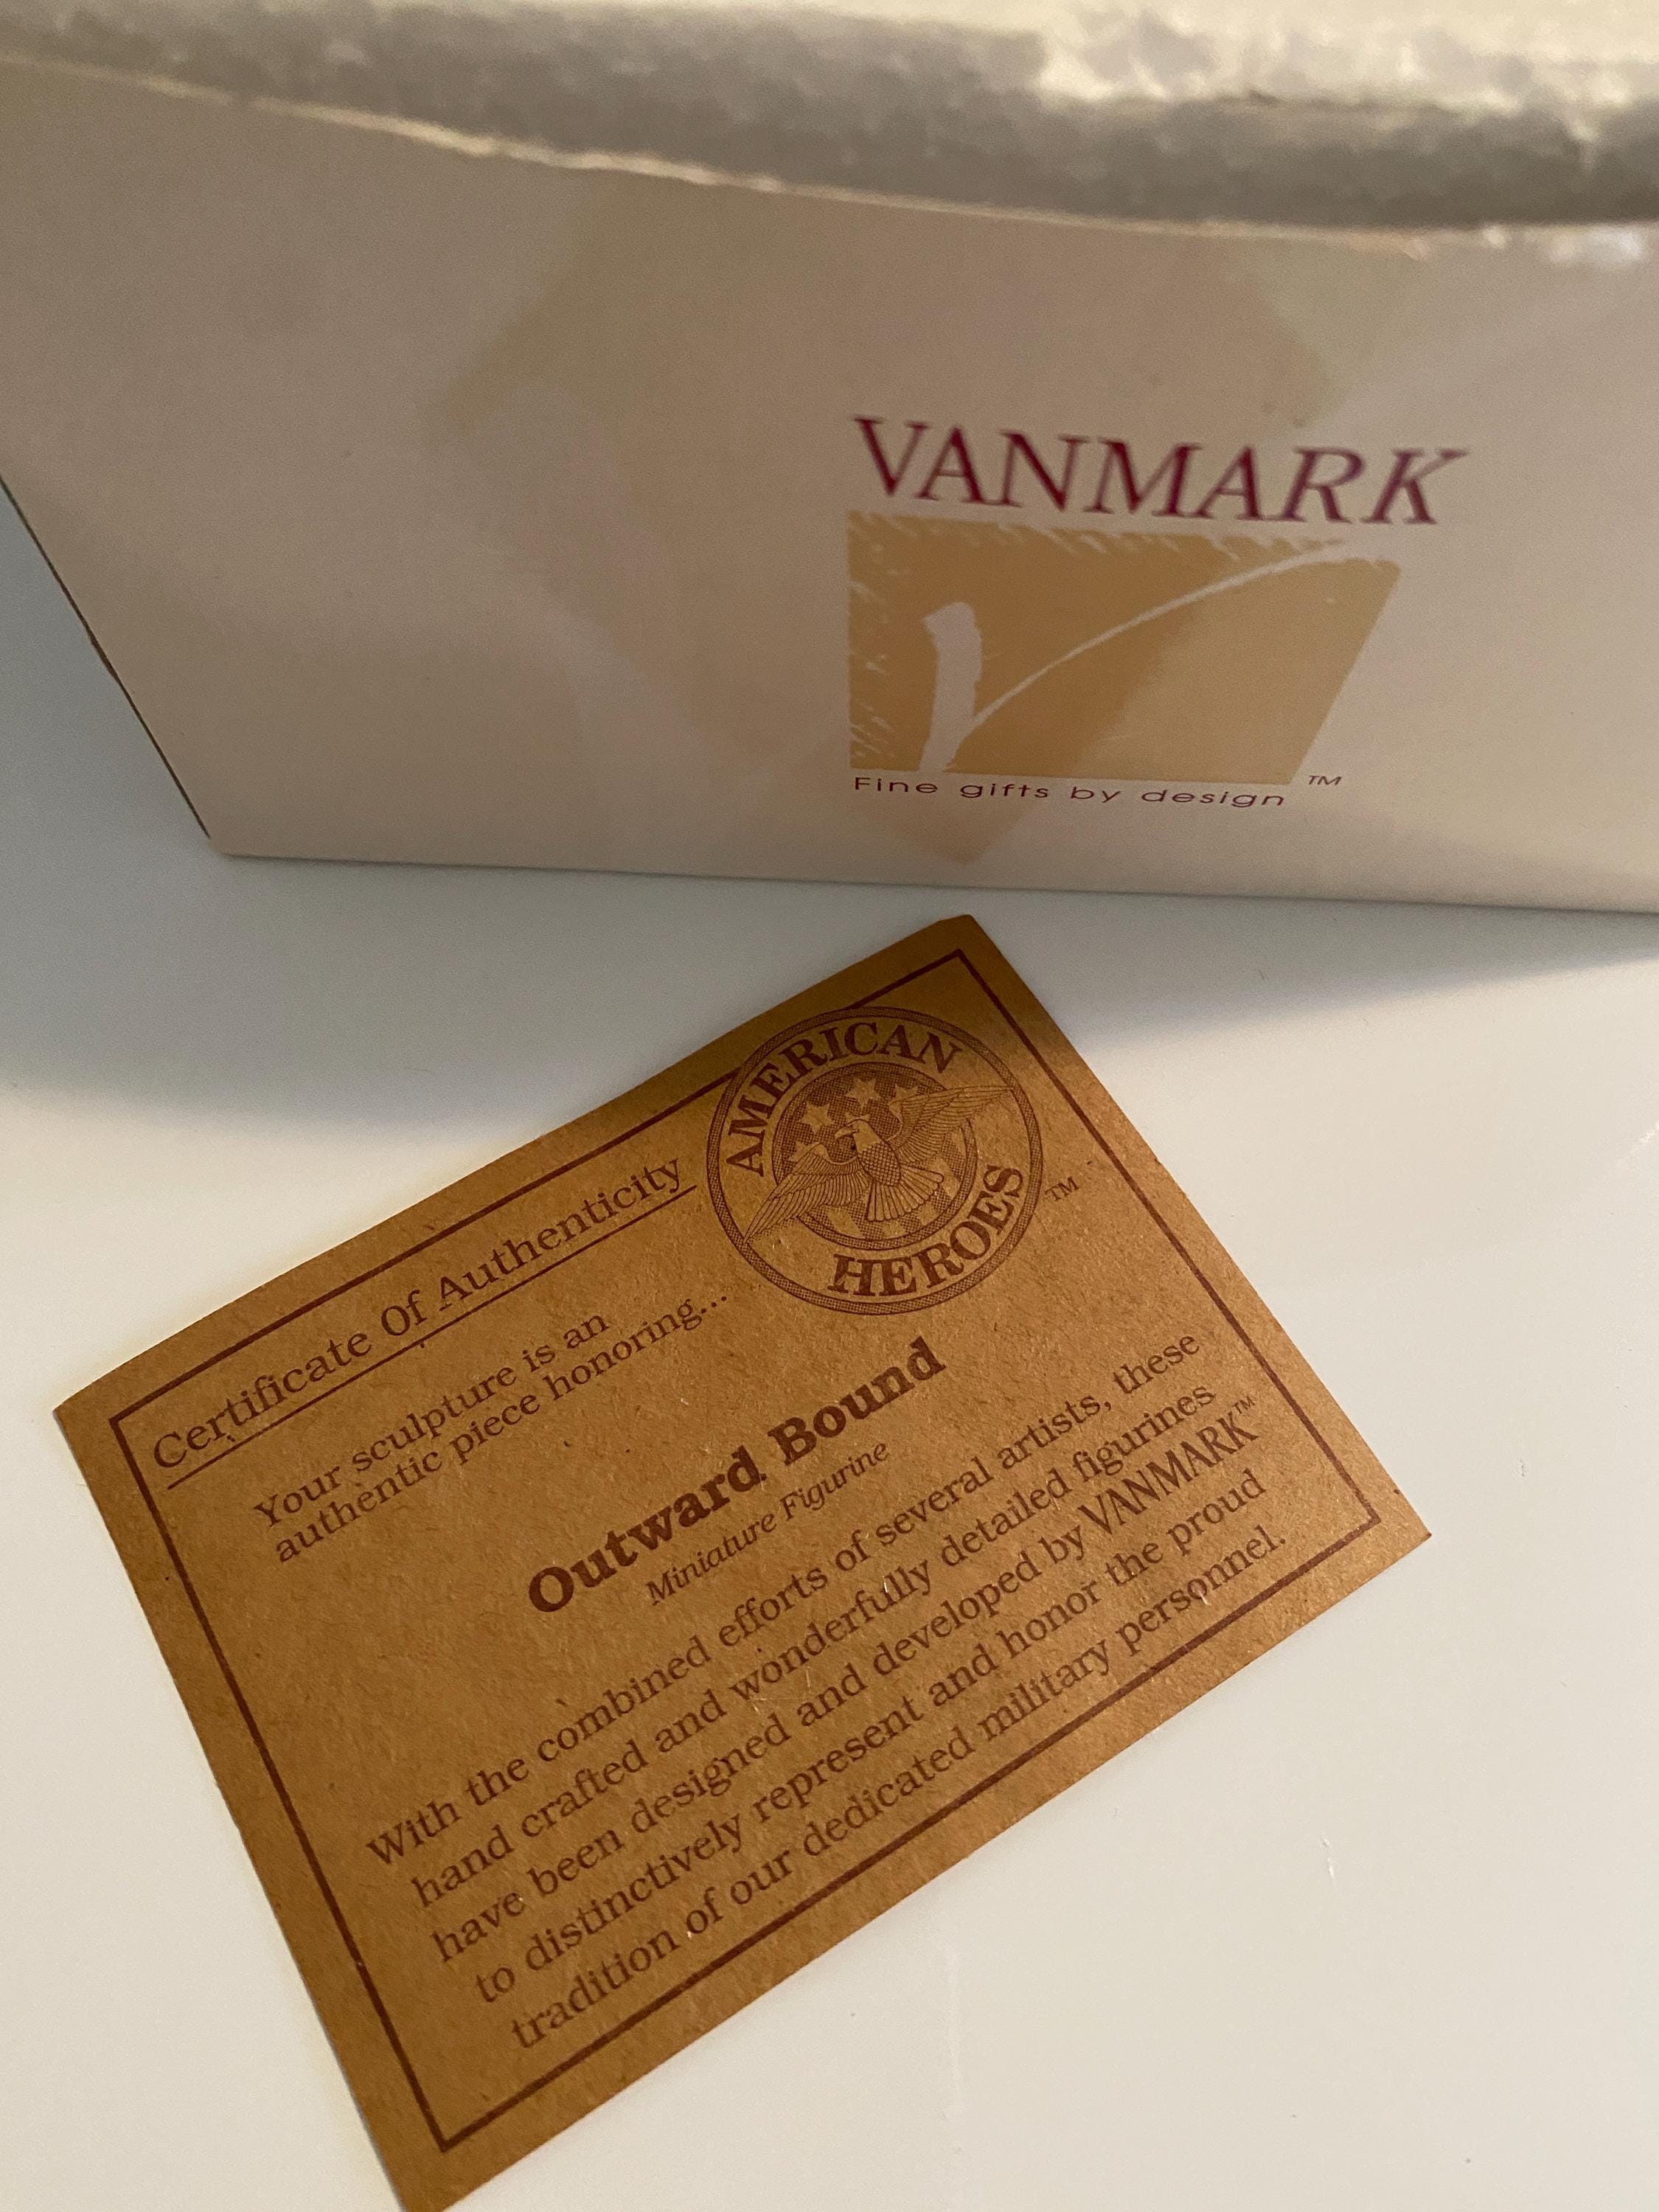 VANMARK
Fine gifts by design ™
AMERICAN
HEROES ™
Certificate Of Authenticity
Your sculpture is an
authentic piece honoring...
Outward Bound
Miniature Figurine
With the combined efforts of several artists, these
hand crafted and wonderfully detailed figurines
have been designed and developed by VANMARK™
to distinctively represent and honor the proud
tradition of our dedicated military personnel.